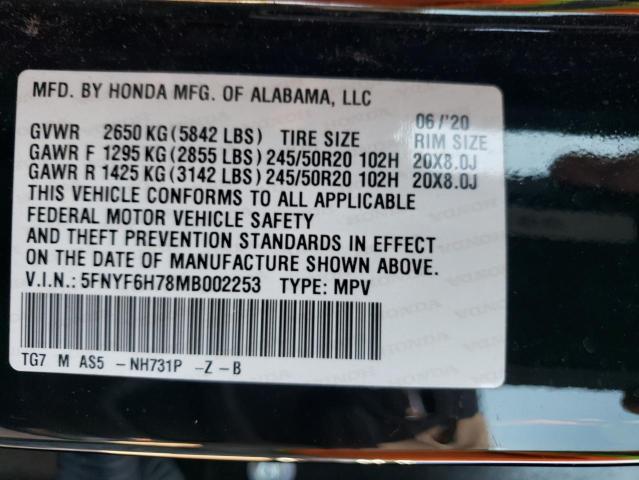 MFD. BY HONDA MFG. OF ALABAMA, LLC
06/'20
GVWR 2650 KG (5842 LBS) TIRE SIZE RIM SIZE
GAWR F 1295 KG (2855 LBS) 245/50R20 102H 20X8.0J
GAWR R 1425 KG (3142 LBS) 245/50R20 102H 20X8.0J
THIS VEHICLE CONFORMS TO ALL APPLICABLE
FEDERAL MOTOR VEHICLE SAFETY
AND THEFT PREVENTION STANDARDS IN EFFECT
ON THE DATE OF MANUFACTURE SHOWN ABOVE.
V.I.N.: 5FNYF6H78MB002253 TYPE: MPV
TG7 M AS5 -NH731P -Z -B